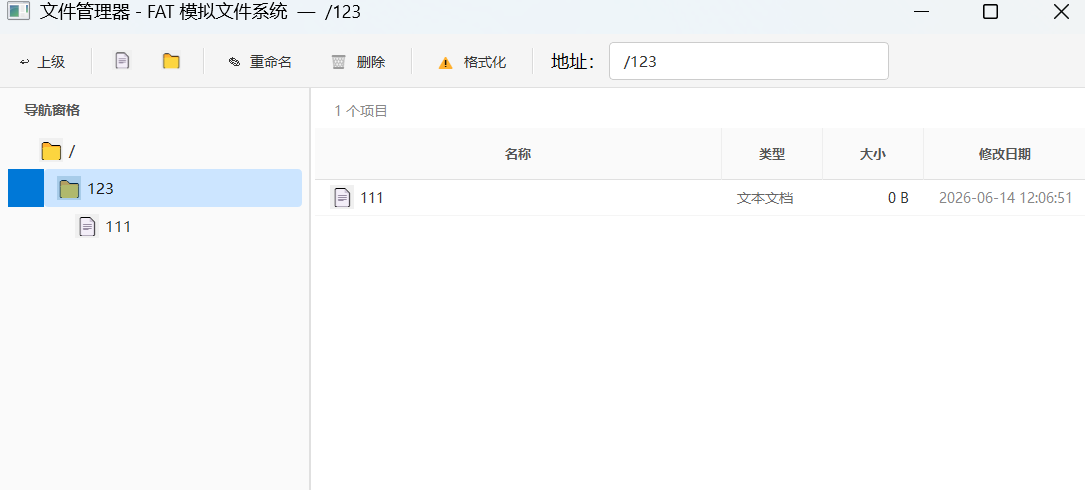 文件管理器 - FAT 模拟文件系统 — /123
上级 重命名 删除 格式化 地址: /123
导航窗格
/
123
111
1 个项目
名称 类型 大小 修改日期
111 文本文档 0 B 2026-06-14 12:06:51